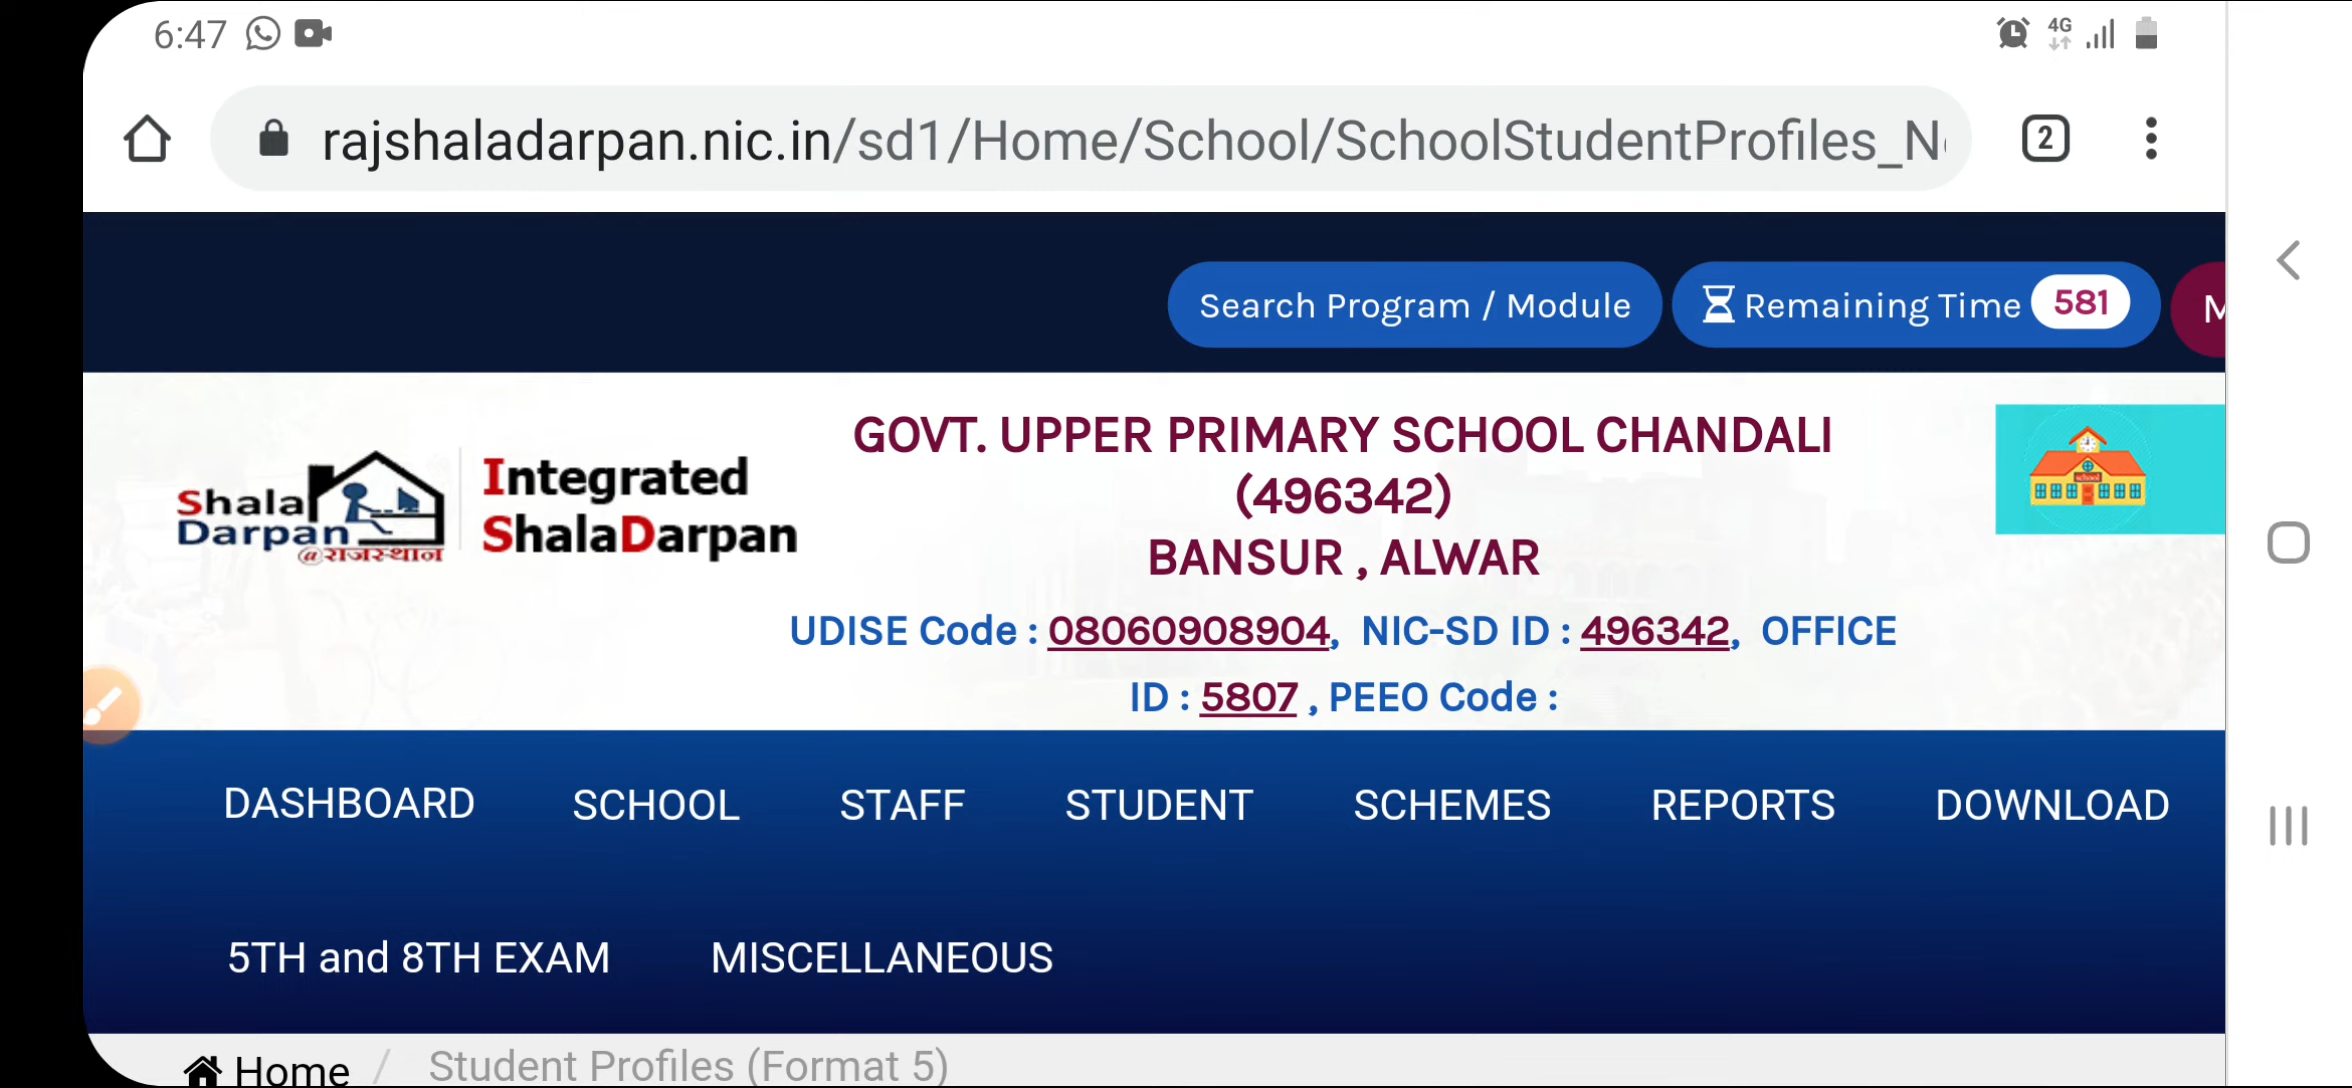 6:47
4G
rajshaladarpan.nic.in/sd1/Home/School/SchoolStudentProfiles_N
2
Search Program / Module
Remaining Time 581
M
Shala
Darpan
@राजस्थान
Integrated
ShalaDarpan
GOVT. UPPER PRIMARY SCHOOL CHANDALI
(496342)
BANSUR , ALWAR
UDISE Code : 08060908904, NIC-SD ID : 496342, OFFICE
ID : 5807 , PEEO Code :
DASHBOARD SCHOOL STAFF STUDENT SCHEMES REPORTS DOWNLOAD
5TH and 8TH EXAM MISCELLANEOUS
Home / Student Profiles (Format 5)